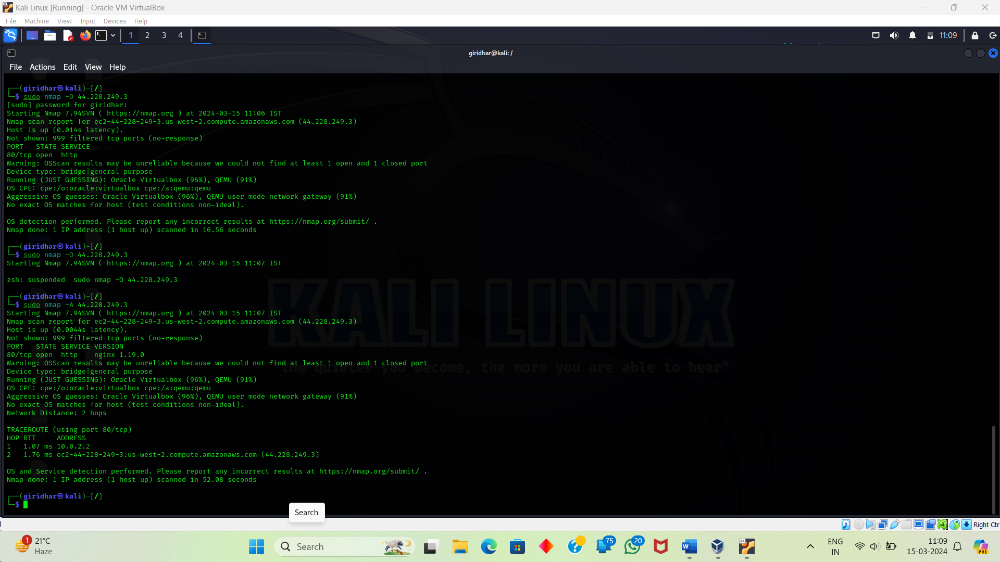 Kali Linux [Running] - Oracle VM VirtualBox
File Machine View Input Devices Help
1 2 3 4
11:09
giridhar@kali: /
File Actions Edit View Help
┌──(giridhar㉿kali)-[/]
└─$ sudo nmap -O 44.228.249.3
[sudo] password for giridhar:
Starting Nmap 7.94SVN ( https://nmap.org ) at 2024-03-15 11:06 IST
Nmap scan report for ec2-44-228-249-3.us-west-2.compute.amazonaws.com (44.228.249.3)
Host is up (0.014s latency).
Not shown: 999 filtered tcp ports (no-response)
PORT   STATE SERVICE
80/tcp open  http
Warning: OSScan results may be unreliable because we could not find at least 1 open and 1 closed port
Device type: bridge|general purpose
Running (JUST GUESSING): Oracle Virtualbox (96%), QEMU (91%)
OS CPE: cpe:/o:oracle:virtualbox cpe:/a:qemu:qemu
Aggressive OS guesses: Oracle Virtualbox (96%), QEMU user mode network gateway (91%)
No exact OS matches for host (test conditions non-ideal).
OS detection performed. Please report any incorrect results at https://nmap.org/submit/ .
Nmap done: 1 IP address (1 host up) scanned in 16.56 seconds
┌──(giridhar㉿kali)-[/]
└─$ sudo nmap -O 44.228.249.3
Starting Nmap 7.94SVN ( https://nmap.org ) at 2024-03-15 11:07 IST
zsh: suspended  sudo nmap -O 44.228.249.3
┌──(giridhar㉿kali)-[/]
└─$ sudo nmap -A 44.228.249.3
Starting Nmap 7.94SVN ( https://nmap.org ) at 2024-03-15 11:07 IST
Nmap scan report for ec2-44-228-249-3.us-west-2.compute.amazonaws.com (44.228.249.3)
Host is up (0.0044s latency).
Not shown: 999 filtered tcp ports (no-response)
PORT   STATE SERVICE VERSION
80/tcp open  http    nginx 1.19.0
Warning: OSScan results may be unreliable because we could not find at least 1 open and 1 closed port
Device type: bridge|general purpose
Running (JUST GUESSING): Oracle Virtualbox (96%), QEMU (91%)
OS CPE: cpe:/o:oracle:virtualbox cpe:/a:qemu:qemu
Aggressive OS guesses: Oracle Virtualbox (96%), QEMU user mode network gateway (91%)
No exact OS matches for host (test conditions non-ideal).
Network Distance: 2 hops
TRACEROUTE (using port 80/tcp)
HOP RTT     ADDRESS
1   1.07 ms 10.0.2.2
2   1.76 ms ec2-44-228-249-3.us-west-2.compute.amazonaws.com (44.228.249.3)
OS and Service detection performed. Please report any incorrect results at https://nmap.org/submit/ .
Nmap done: 1 IP address (1 host up) scanned in 52.08 seconds
┌──(giridhar㉿kali)-[/]
└─$
KALI LINUX
the quieter you become, the more you are able to hear"
Search
Right Ctr
1
21°C
Haze
Search
75
20
64
64
PRE
ENG
IN
11:09
15-03-2024